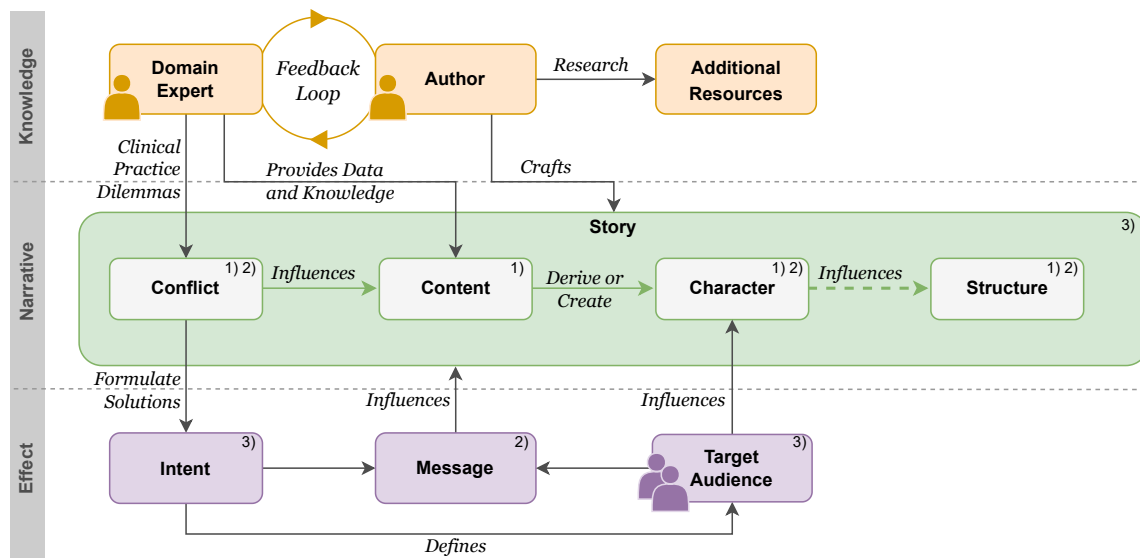 Knowledge
Domain
Expert
Feedback
Loop
Author
Research
Additional
Resources
Clinical
Practice
Dilemmas
Provides Data
and Knowledge
Crafts
Narrative
Story
3)
Conflict
1) 2)
Influences
Content
1)
Derive or
Create
Character
1) 2)
Influences
Structure
1) 2)
Formulate
Solutions
Influences
Influences
Effect
Intent
3)
Message
2)
Target
Audience
3)
Defines